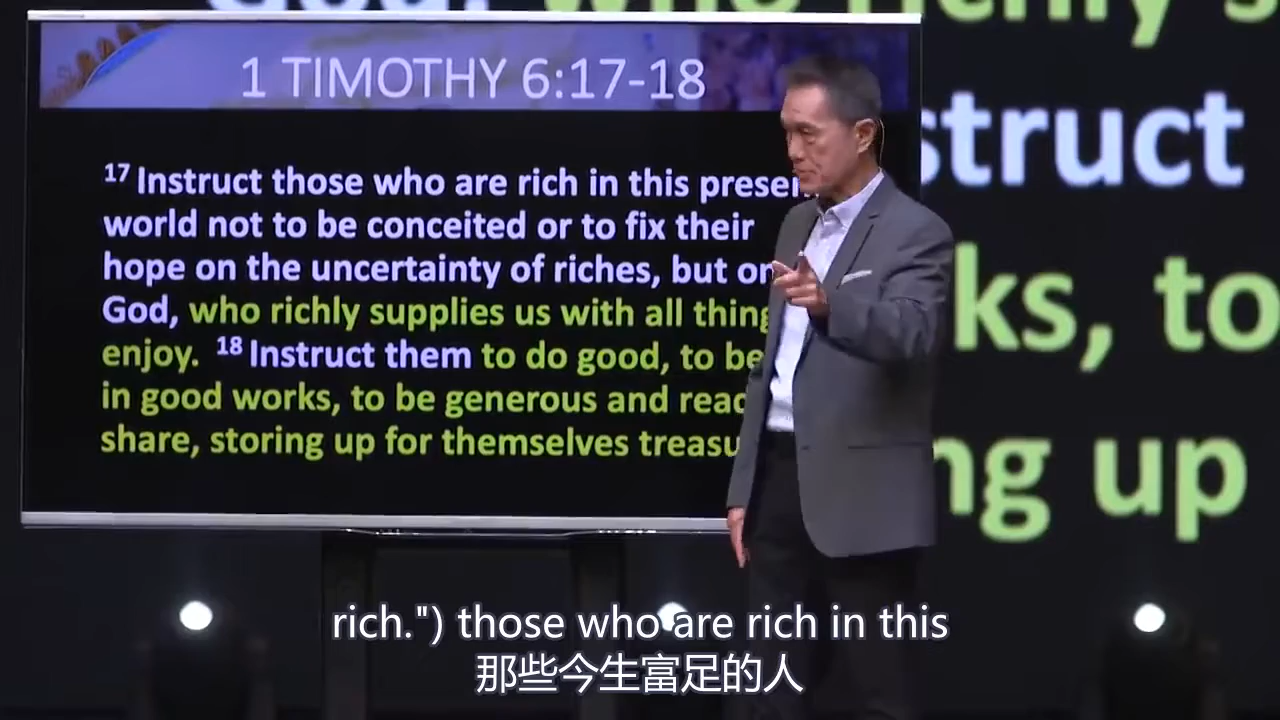 God, who richly s
1 TIMOTHY 6:17-18
17 Instruct those who are rich in this
world not to be conceited or to fix their
hope on the uncertainty of riches, but on
God, who richly supplies us with all
enjoy. 18 Instruct them to do good, to be
in good works, to be generous and
share, storing up for themselves
struct
ks, to
ng up
rich.") those who are rich in this
那些今生富足的人